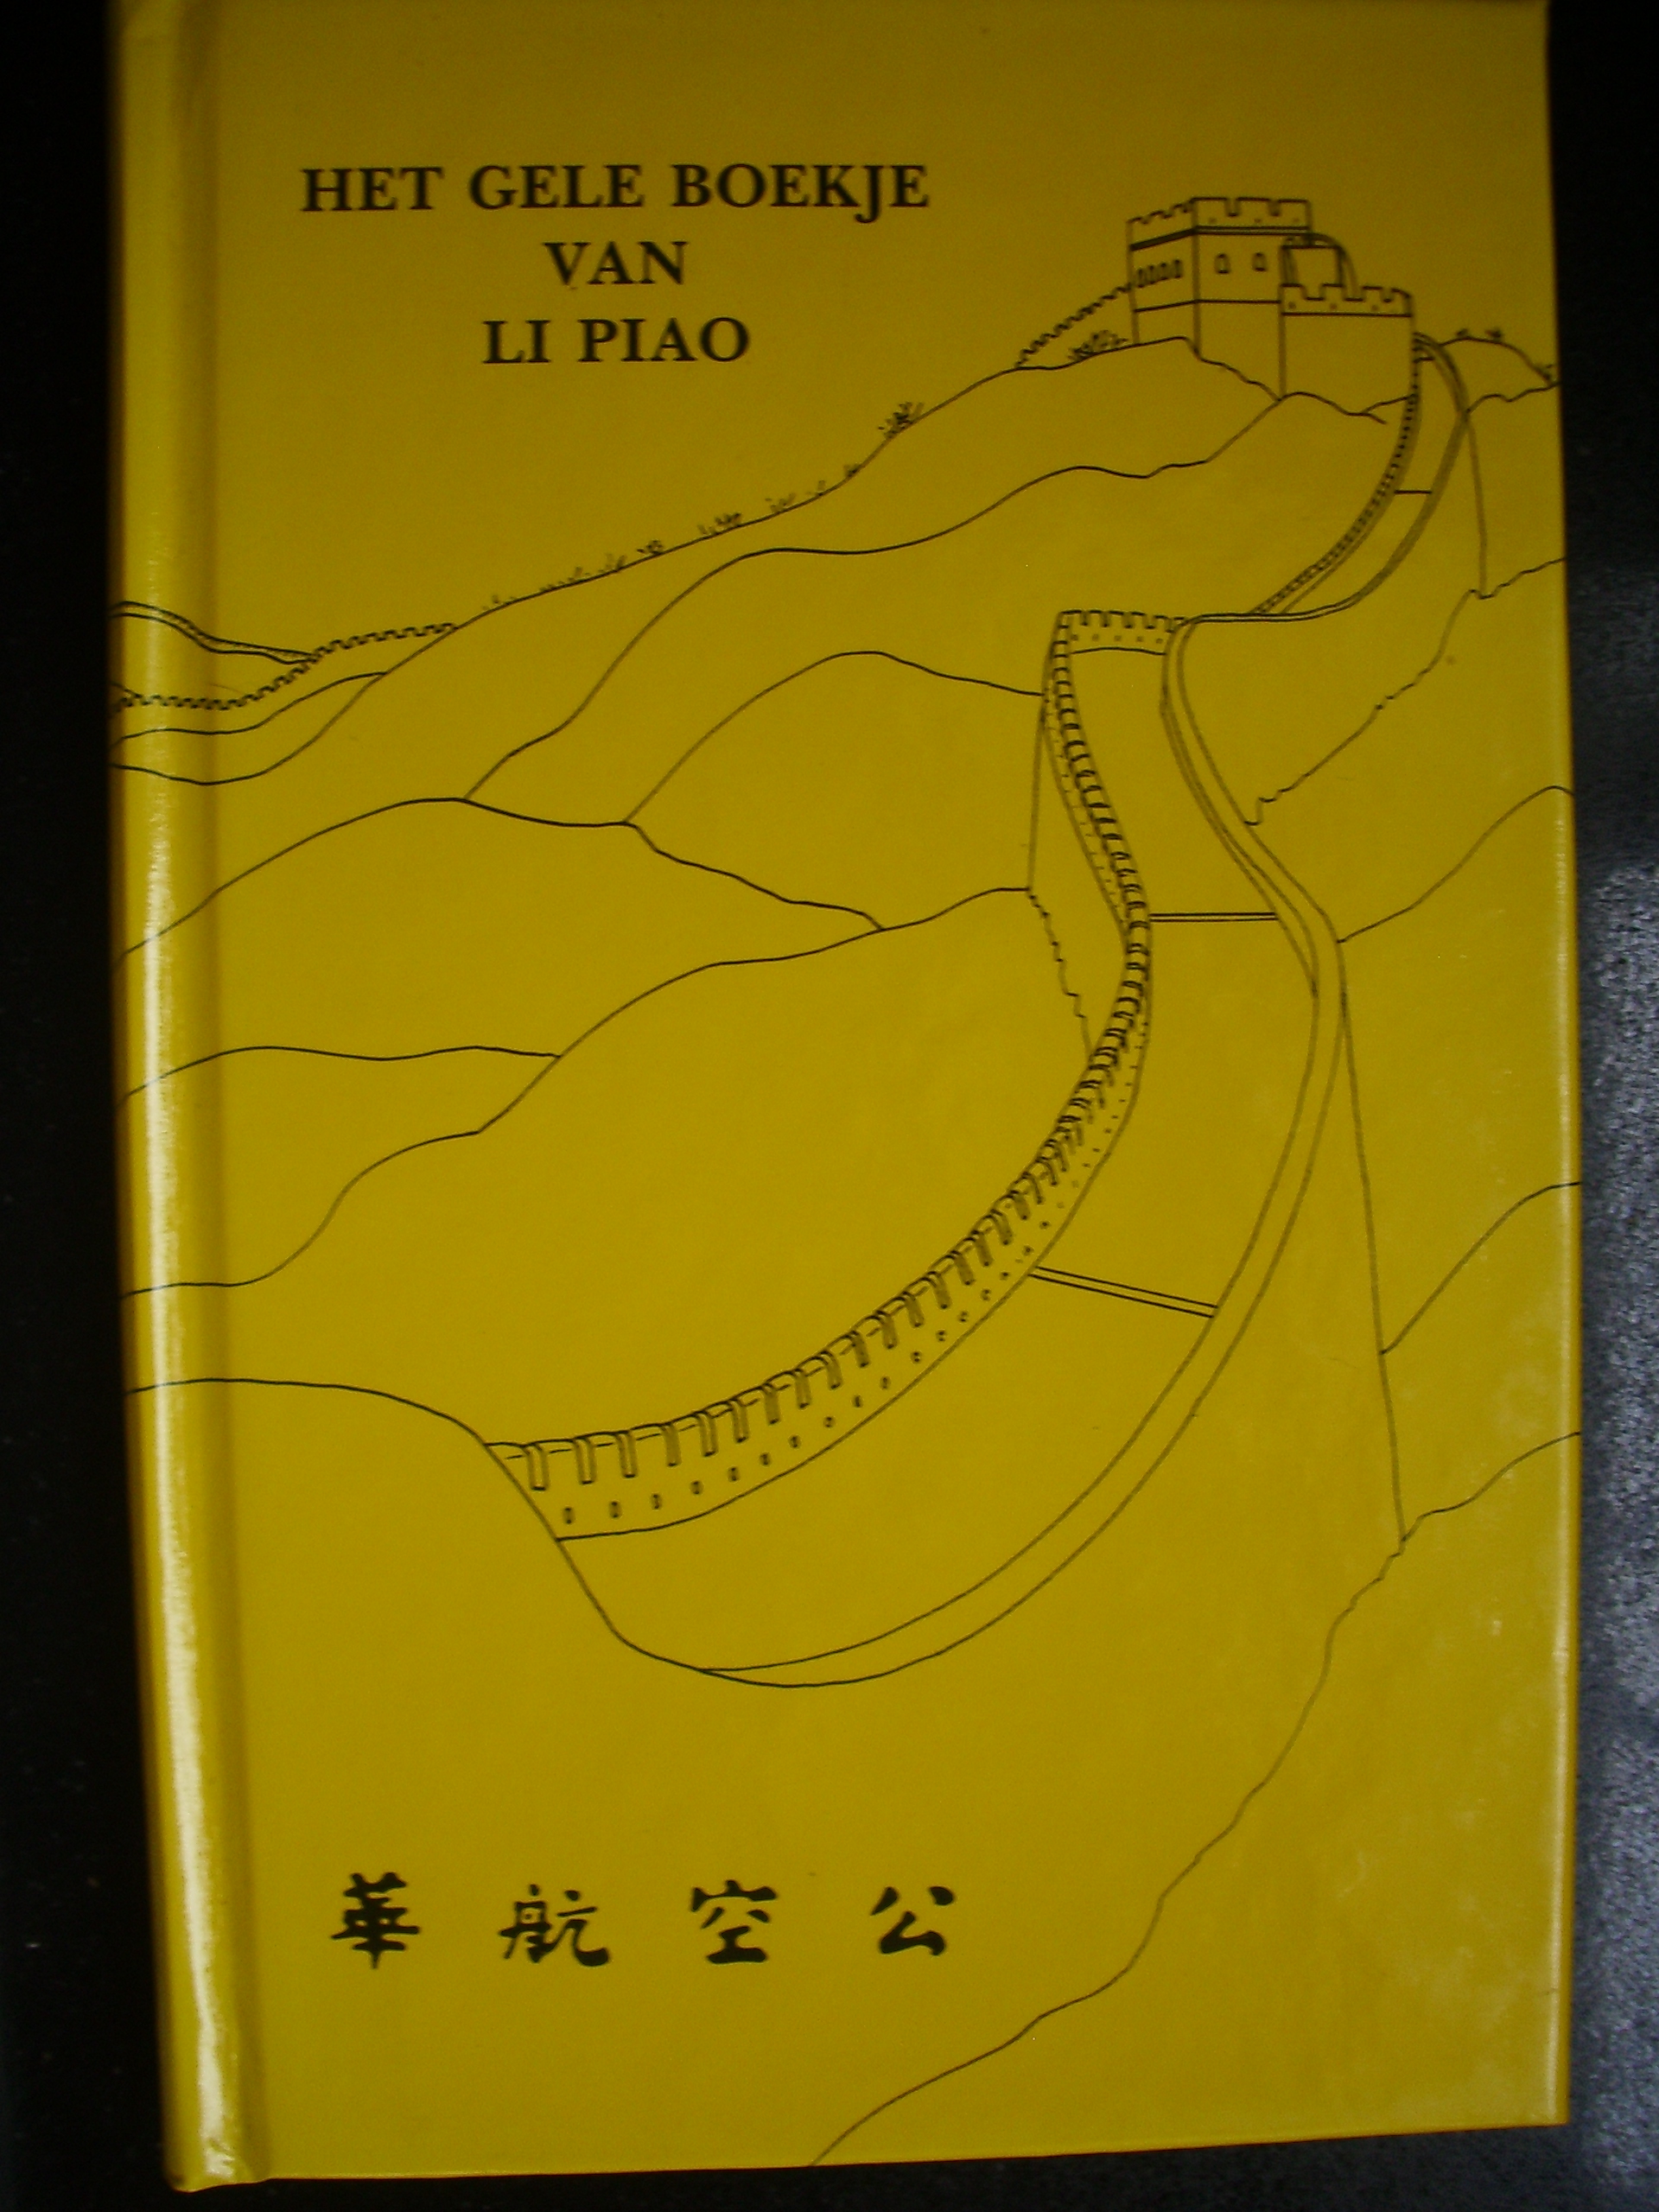 HET GELE BOEKJE
VAN
LI PIAO
華航空公